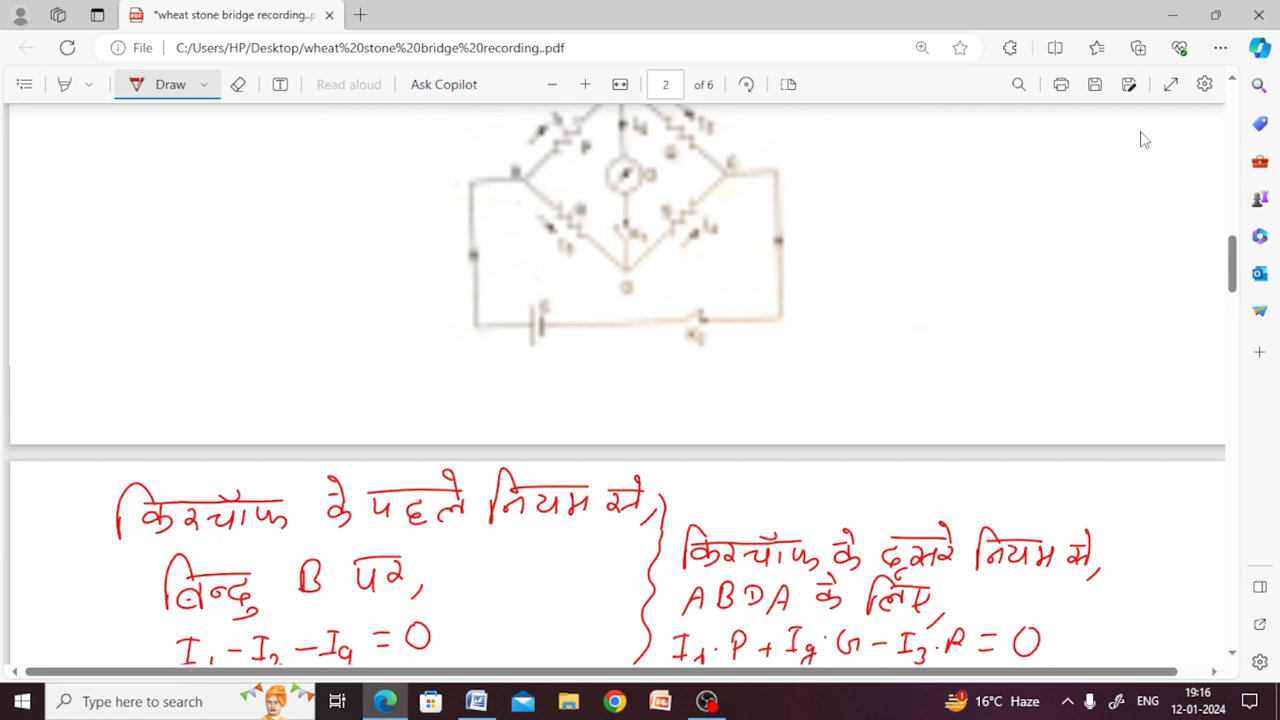 *wheat stone bridge recording..p
File C:/Users/HP/Desktop/wheat%20stone%20bridge%20recording..pdf
Draw Read aloud Ask Copilot 2 of 6
P
G
E
किरचॉफ के पहले नियम से,
बिन्दु B पर,
I₁ - I₂ - Ig = 0
किरचॉफ के दूसरे नियम से,
ABDA के लिए,
I₁. P + Ig. G - I₃. R = 0
Type here to search
16°C Haze
ENG
19:16
12-01-2024